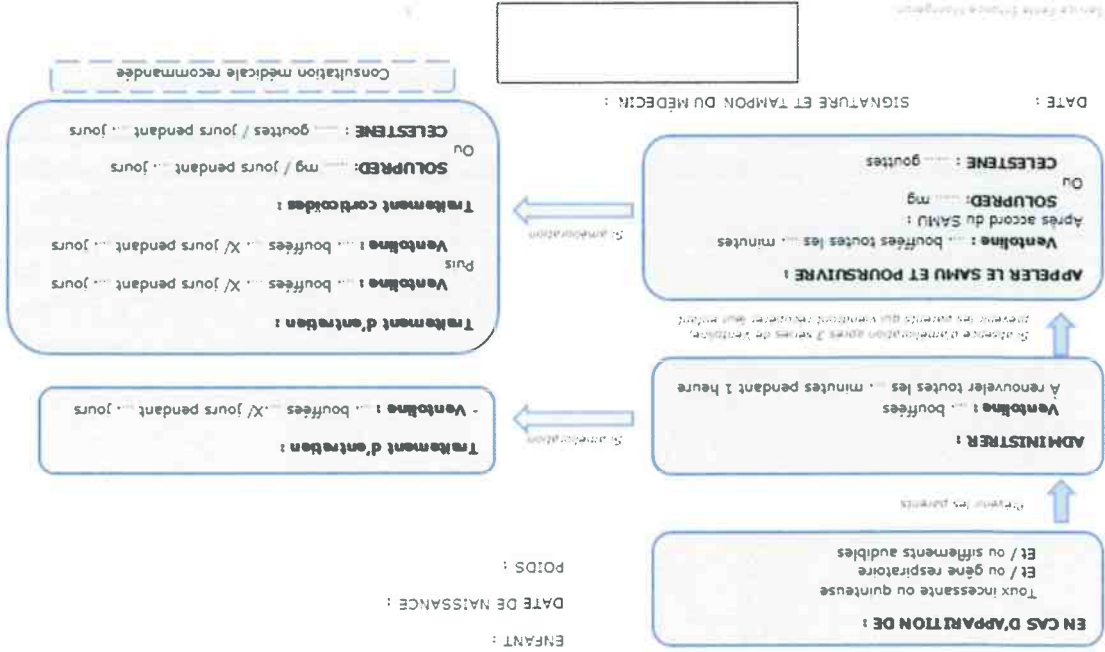 ENFANT :
DATE DE NAISSANCE :
POIDS :
EN CAS D'APPARITION DE :
Toux incessante ou quinteuse
Et / ou gêne respiratoire
Et / ou sifflements audibles
Prévenir les parents
ADMINISTRER :
Ventoline : ... bouffées
À renouveler toutes les ... minutes pendant 1 heure
Si amélioration
Traitement d'entretien :
- Ventoline : ... bouffées ...X/ jours pendant ... jours
Si absence d'amélioration après 3 séries de Ventoline,
prévenir les parents qui viendront récupérer leur enfant
APPELER LE SAMU ET POURSUIVRE :
Ventoline : ... bouffées toutes les ... minutes
Après accord du SAMU :
SOLUPRED: ..... mg
Ou
CELESTENE : ..... gouttes
Si amélioration
Traitement d'entretien :
Ventoline : ... bouffées ... X/ jours pendant ... jours
Puis
Ventoline : ... bouffées ... X/ jours pendant ... jours
Traitement corticoïdes :
SOLUPRED: ..... mg / jours pendant ... jours
Ou
CELESTENE : ..... gouttes / jours pendant ... jours
Consultation médicale recommandée
DATE :
SIGNATURE ET TAMPON DU MÉDECIN :
Service Petite Enfance